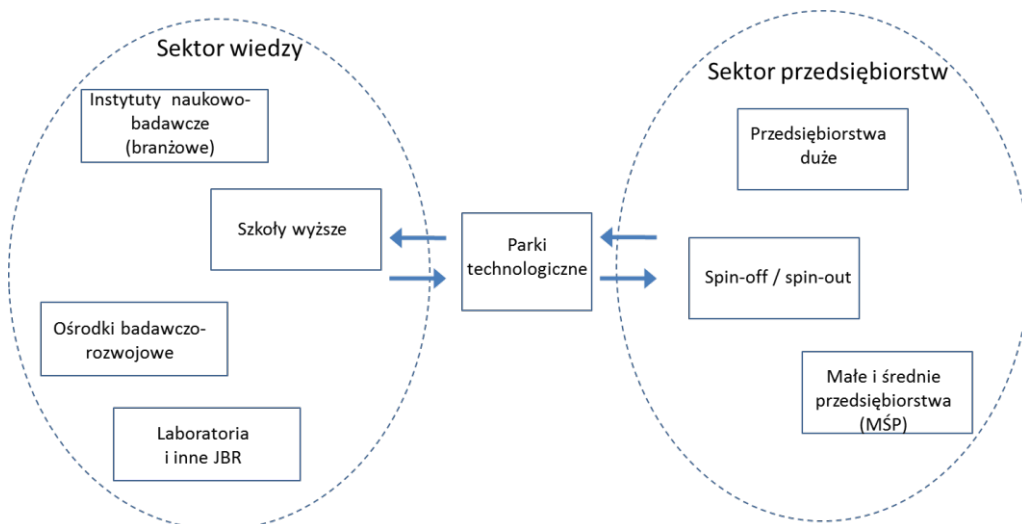 Sektor wiedzy
Instytuty naukowo-
badawcze
(branżowe)
Szkoły wyższe
Ośrodki badawczo-
rozwojowe
Laboratoria
i inne JBR
Parki
technologiczne
Sektor przedsiębiorstw
Przedsiębiorstwa
duże
Spin-off / spin-out
Małe i średnie
przedsiębiorstwa
(MŚP)